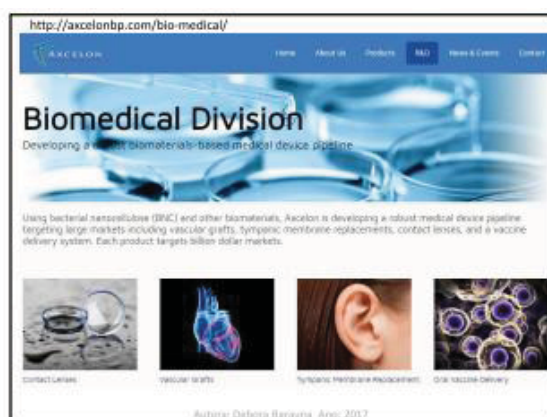 http://axcelonbp.com/bio-medical/
AXCELON
Home About Us Products R&D News & Events Contact
Biomedical Division
Developing a robust biomaterials-based medical device pipeline
Using bacterial nanocellulose (BNC) and other biomaterials, Axcelon is developing a robust medical device pipeline
targeting large markets including vascular grafts, tympanic membrane replacements, contact lenses, and a vaccine
delivery system. Each product targets billion dollar markets.
Contact Lenses Vascular Grafts Tympanic Membrane Replacement Oral Vaccine Delivery
2017